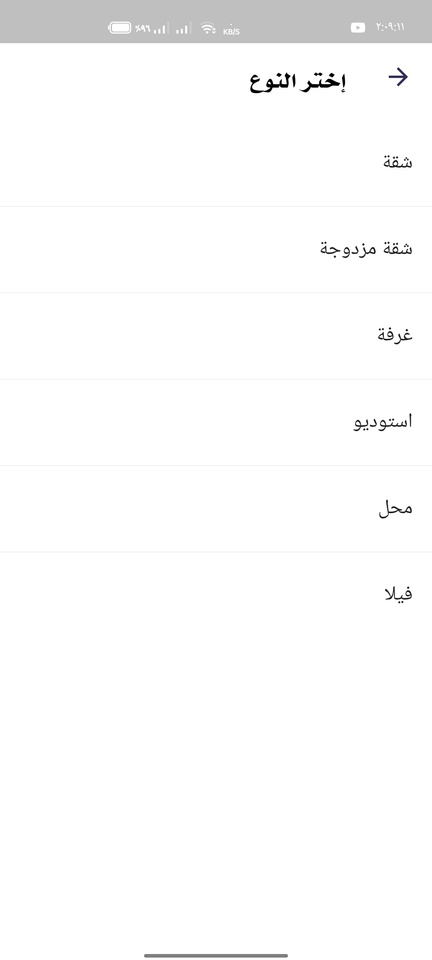 ٢:٠٩:١١
KB/S ٪٩٦
إختر النوع
شقة
شقة مزدوجة
غرفة
استوديو
محل
فيلا